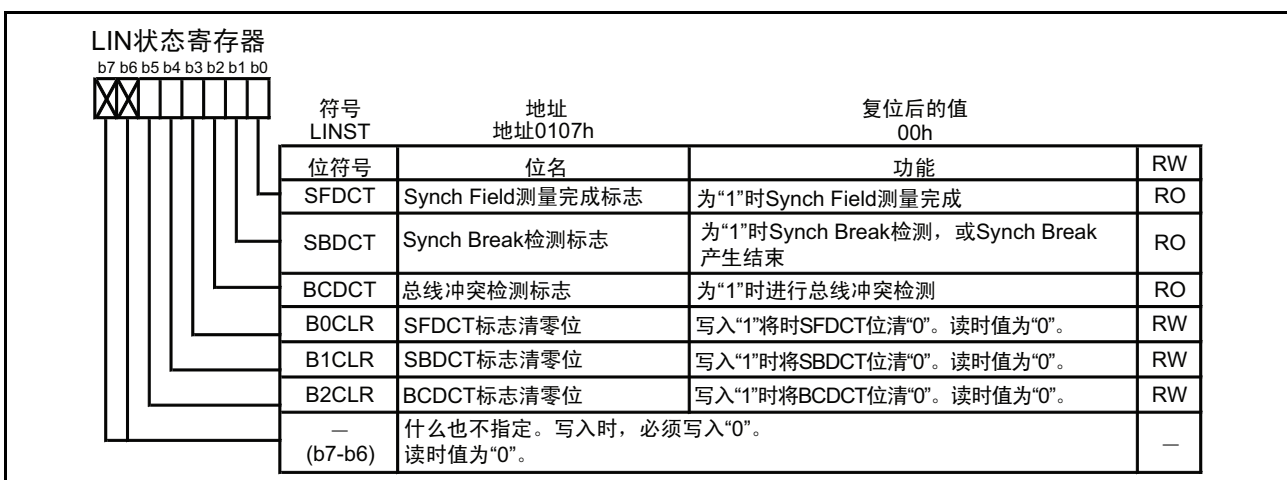 LIN状态寄存器
b7 b6 b5 b4 b3 b2 b1 b0
符号 地址 复位后的值
LINST 地址0107h 00h
位符号 位名 功能 RW
SFDCT Synch Field测量完成标志 为“1”时Synch Field测量完成 RO
SBDCT Synch Break检测标志 为“1”时Synch Break检测，或Synch Break
产生结束 RO
BCDCT 总线冲突检测标志 为“1”时进行总线冲突检测 RO
B0CLR SFDCT标志清零位 写入“1”将时SFDCT位清“0”。读时值为“0”。 RW
B1CLR SBDCT标志清零位 写入“1”时将SBDCT位清“0”。读时值为“0”。 RW
B2CLR BCDCT标志清零位 写入“1”时将BCDCT位清“0”。读时值为“0”。 RW
— 什么也不指定。写入时，必须写入“0”。 —
(b7-b6) 读时值为“0”。